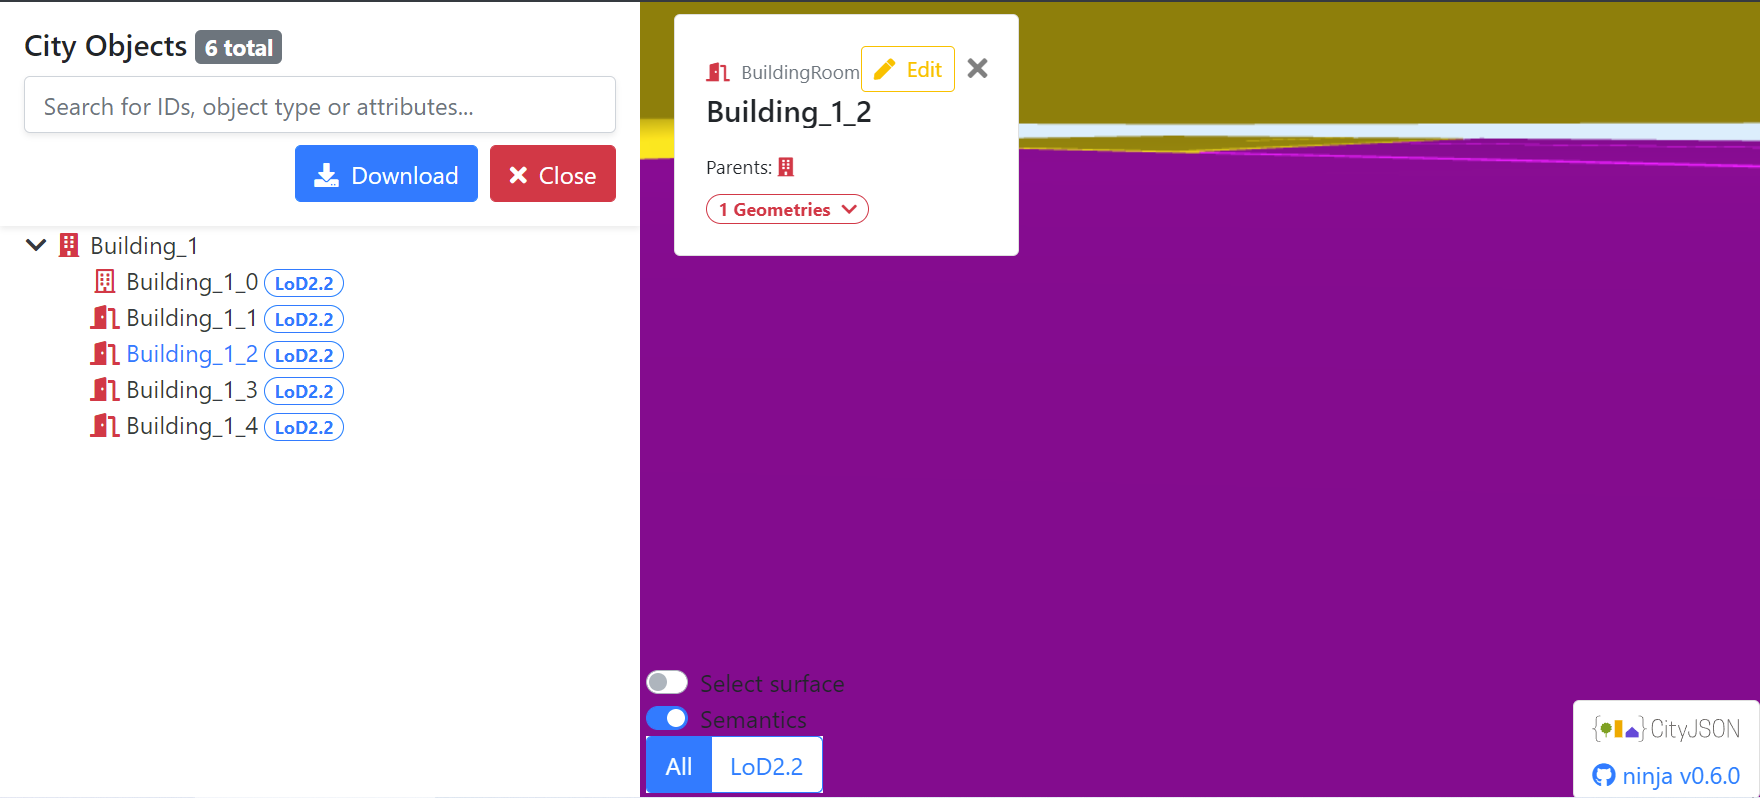 City Objects 6 total
Search for IDs, object type or attributes...
Download
Close
Building_1
Building_1_0 LoD2.2
Building_1_1 LoD2.2
Building_1_2 LoD2.2
Building_1_3 LoD2.2
Building_1_4 LoD2.2
BuildingRoom
Edit
Building_1_2
Parents:
1 Geometries
Select surface
Semantics
All
LoD2.2
{ } CityJSON
ninja v0.6.0